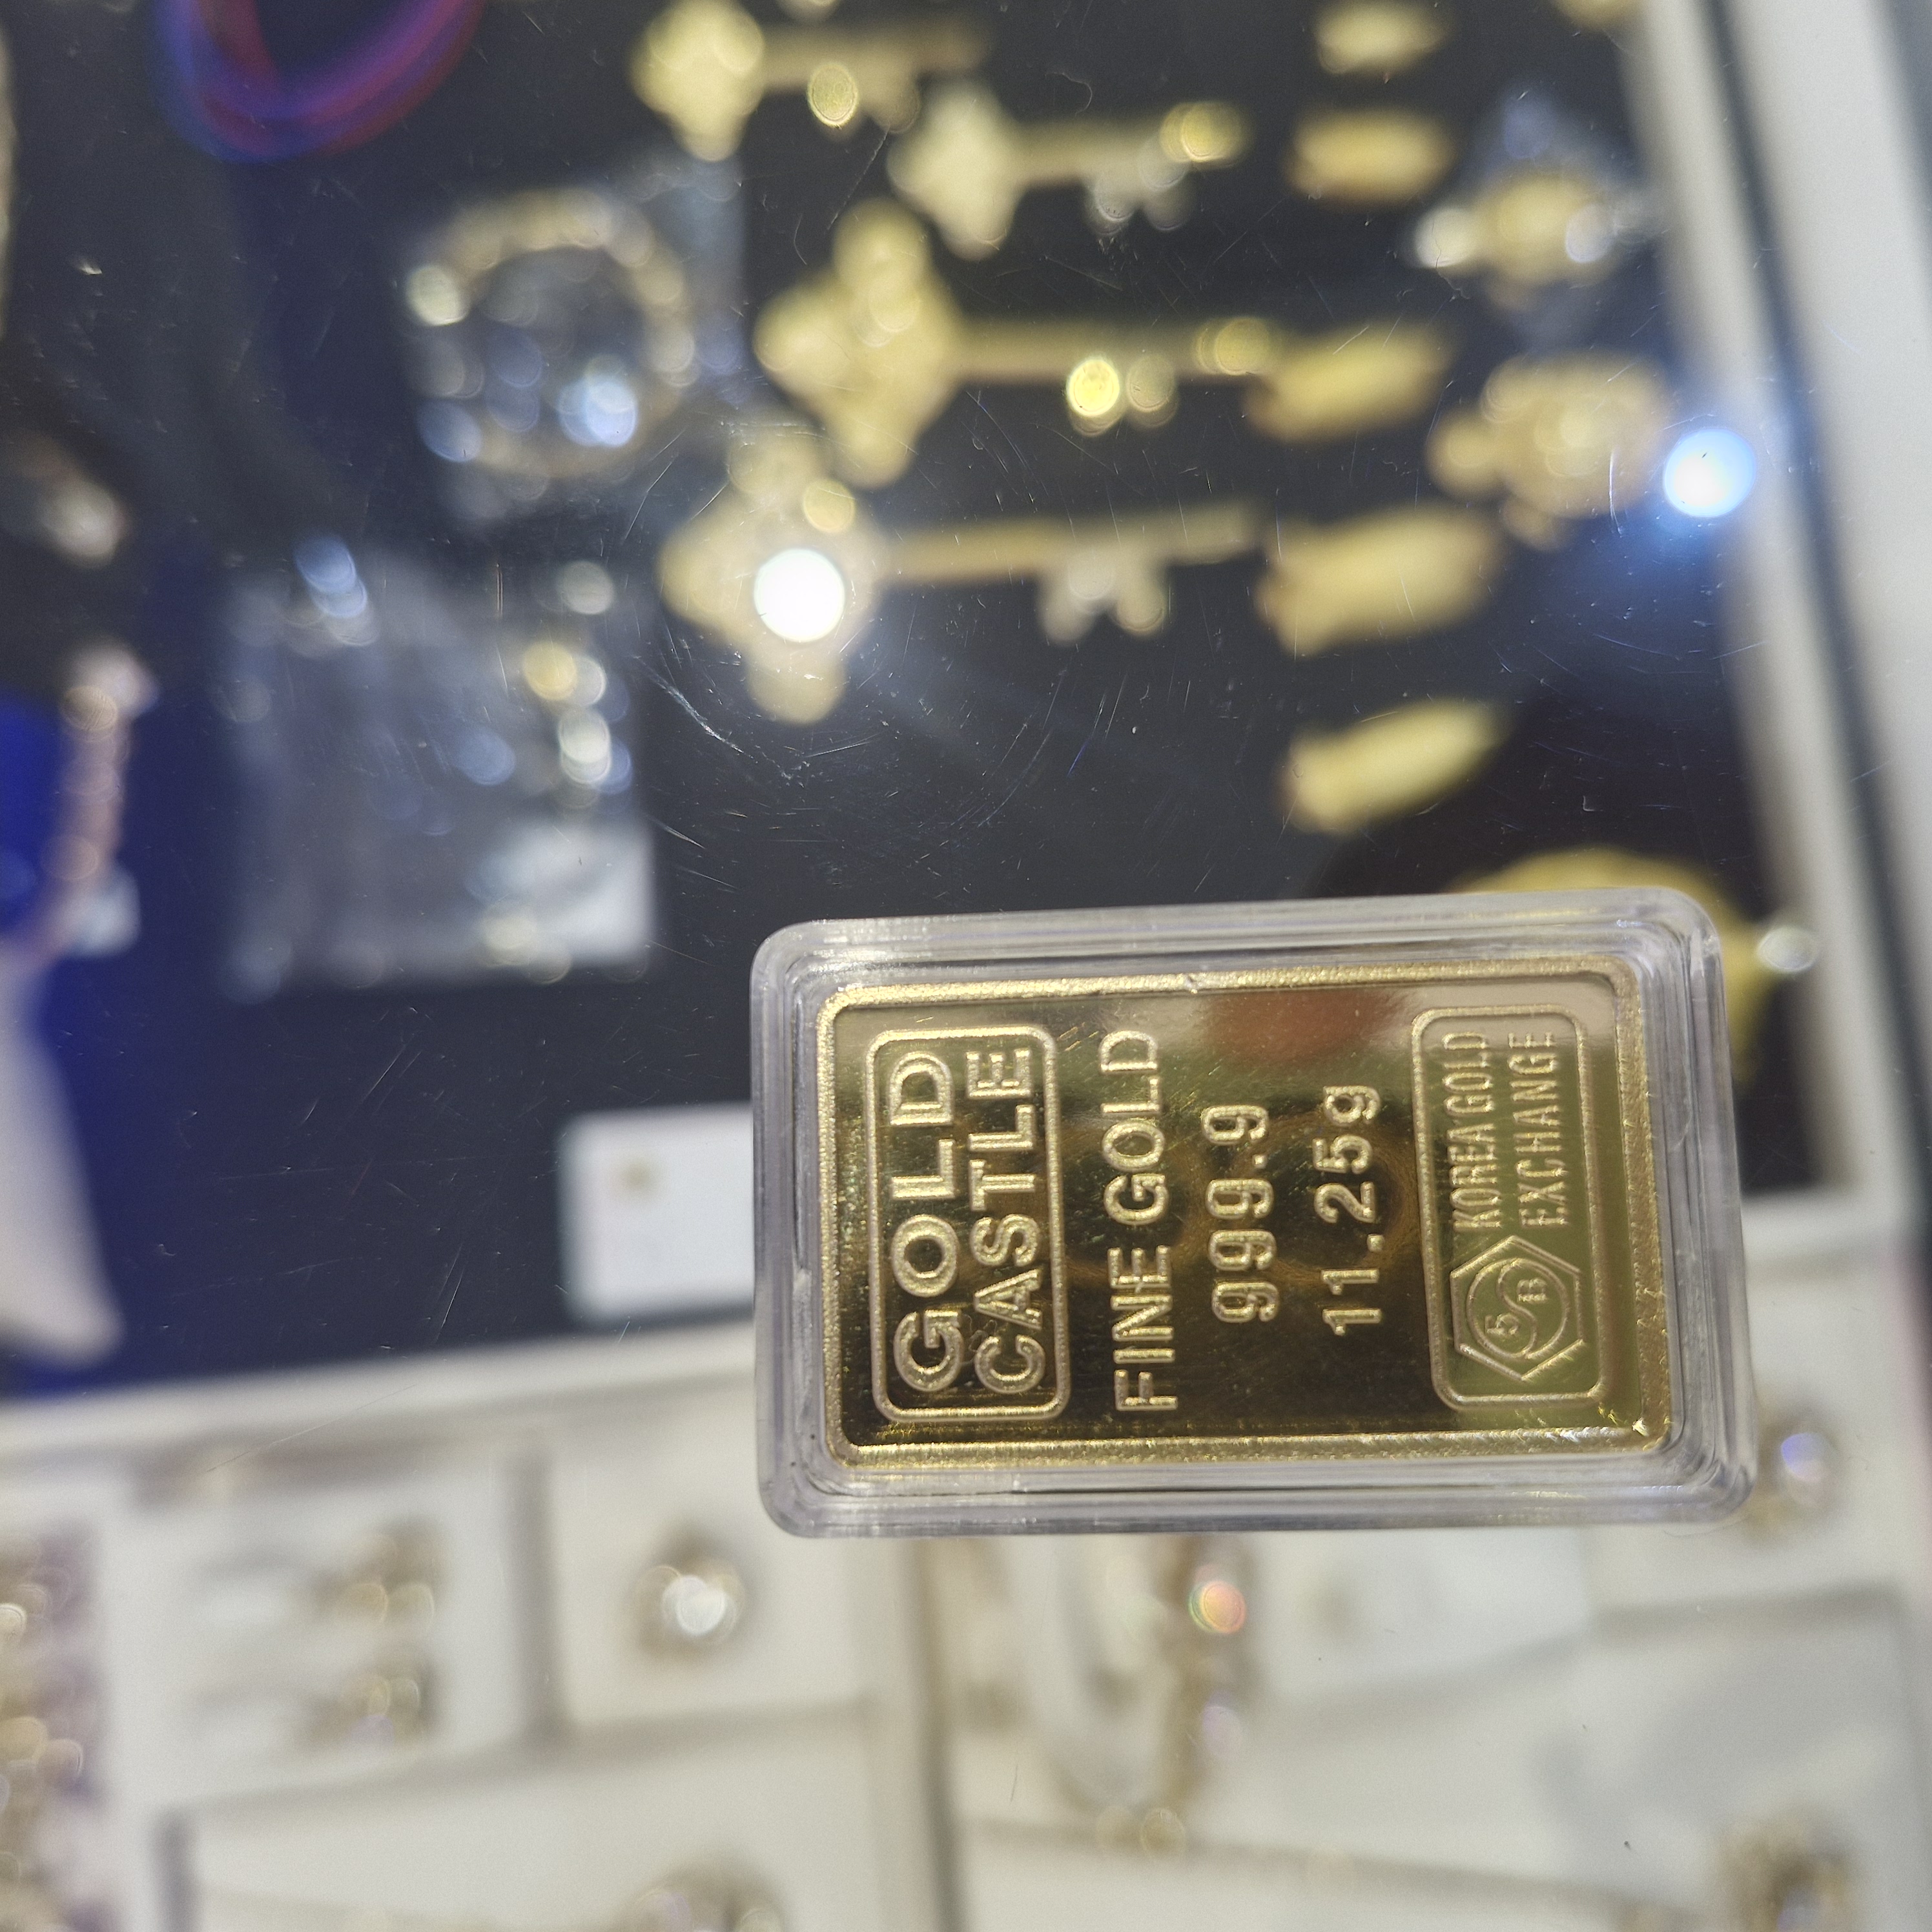 GOLD
CASTLE
FINE GOLD
999.9
11.25g
KOREA GOLD
EXCHANGE